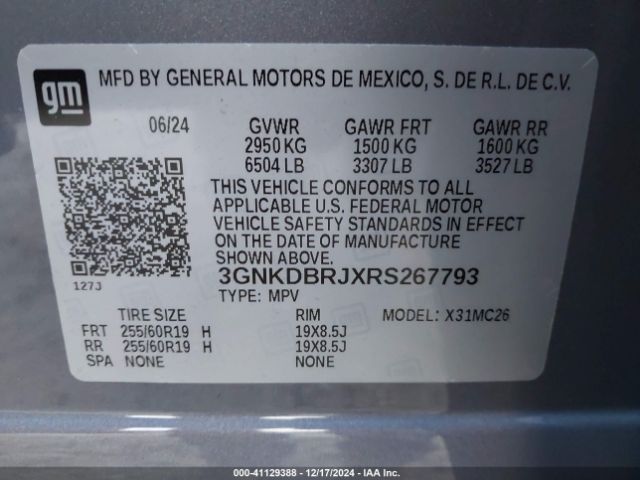 gm
MFD BY GENERAL MOTORS DE MEXICO, S. DE R.L. DE C.V.
06/24 GVWR GAWR FRT GAWR RR
2950 KG 1500 KG 1600 KG
6504 LB 3307 LB 3527 LB
THIS VEHICLE CONFORMS TO ALL
APPLICABLE U.S. FEDERAL MOTOR
VEHICLE SAFETY STANDARDS IN EFFECT
ON THE DATE OF MANUFACTURE
SHOWN ABOVE.
127J
3GNKDBRJXRS267793
TYPE: MPV
TIRE SIZE RIM MODEL: X31MC26
FRT 255/60R19 H 19X8.5J
RR 255/60R19 H 19X8.5J
SPA NONE NONE
000-41129388 - 12/17/2024 - IAA Inc.